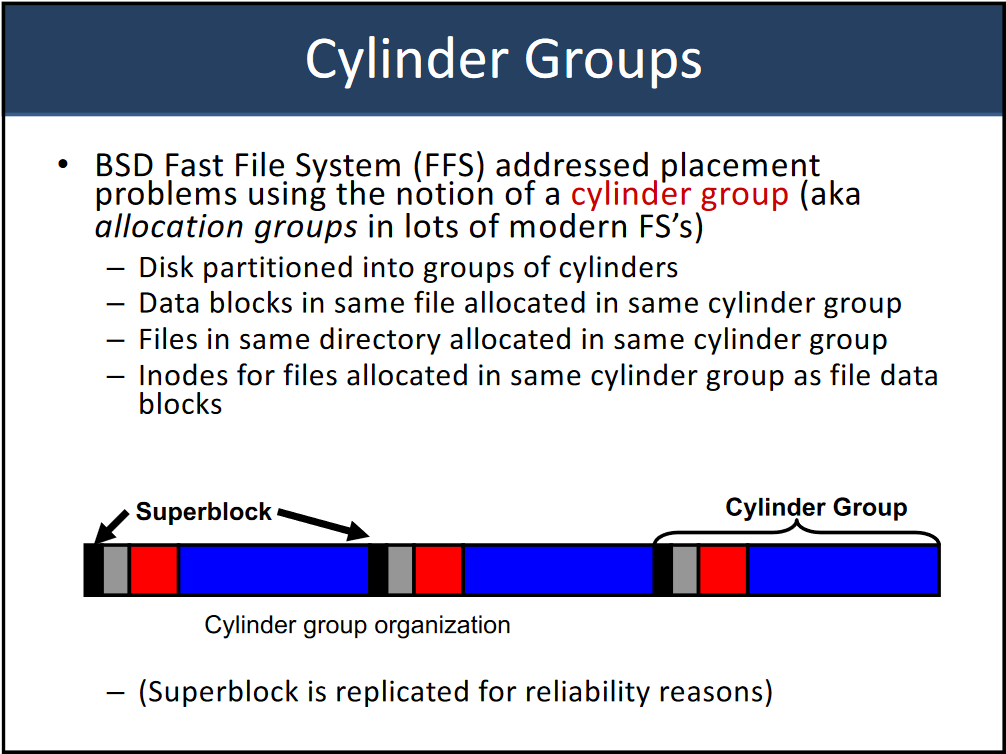 Cylinder Groups
• BSD Fast File System (FFS) addressed placement
problems using the notion of a cylinder group (aka
allocation groups in lots of modern FS’s)
– Disk partitioned into groups of cylinders
– Data blocks in same file allocated in same cylinder group
– Files in same directory allocated in same cylinder group
– Inodes for files allocated in same cylinder group as file data
blocks
Superblock
Cylinder Group
Cylinder group organization
– (Superblock is replicated for reliability reasons)